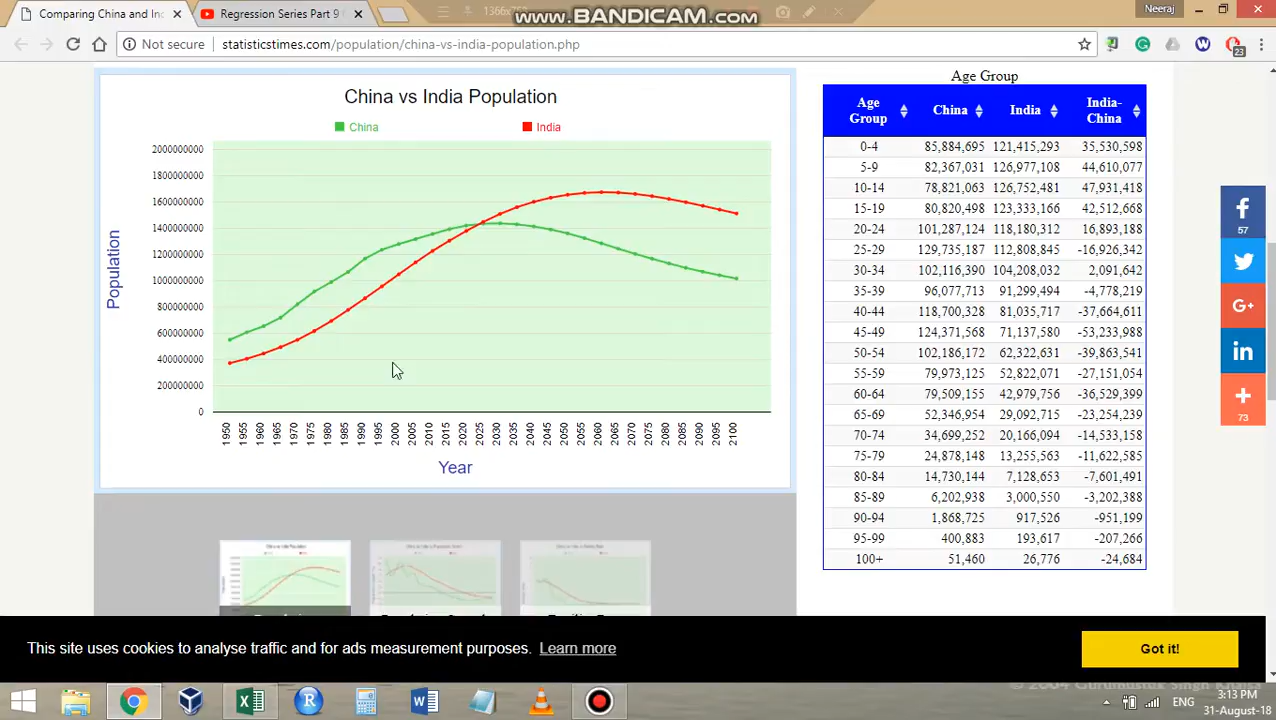 Comparing China and In
Regression Series Part 9
1366x768
www.BANDICAM.com
Neeraj
Not secure
statisticstimes.com/population/china-vs-india-population.php
23
China vs India Population
China
India
Population
2000000000
1800000000
1600000000
1400000000
1200000000
1000000000
800000000
600000000
400000000
200000000
0
1950 1955 1960 1965 1970 1975 1980 1985 1990 1995 2000 2005 2010 2015 2020 2025 2030 2035 2040 2045 2050 2055 2060 2065 2070 2075 2080 2085 2090 2095 2100
Year
Age Group
Age Group China India India-China
0-4 85,884,695 121,415,293 35,530,598
5-9 82,367,031 126,977,108 44,610,077
10-14 78,821,063 126,752,481 47,931,418
15-19 80,820,498 123,333,166 42,512,668
20-24 101,287,124 118,180,312 16,893,188
25-29 129,735,187 112,808,845 -16,926,342
30-34 102,116,390 104,208,032 2,091,642
35-39 96,077,713 91,299,494 -4,778,219
40-44 118,700,328 81,035,717 -37,664,611
45-49 124,371,568 71,137,580 -53,233,988
50-54 102,186,172 62,322,631 -39,863,541
55-59 79,973,125 52,822,071 -27,151,054
60-64 79,509,155 42,979,756 -36,529,399
65-69 52,346,954 29,092,715 -23,254,239
70-74 34,699,252 20,166,094 -14,533,158
75-79 24,878,148 13,255,563 -11,622,585
80-84 14,730,144 7,128,653 -7,601,491
85-89 6,202,938 3,000,550 -3,202,388
90-94 1,868,725 917,526 -951,199
95-99 400,883 193,617 -207,266
100+ 51,460 26,776 -24,684
57
73
This site uses cookies to analyse traffic and for ads measurement purposes. Learn more
Got it!
ENG
3:13 PM
31-August-18